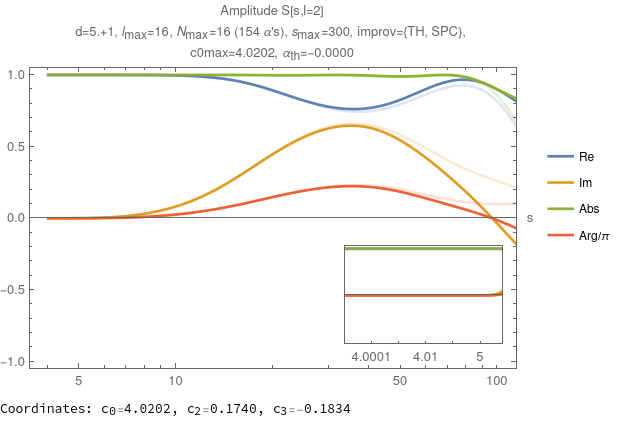 Amplitude S[s,l=2]
d=5.+1, lmax=16, Nmax=16 (154 α's), smax=300, improv={TH, SPC},
c0max=4.0202, αth=−0.0000
1.0
0.5
0.0
−0.5
−1.0
s
Re
Im
Abs
Arg/π
4.0001 4.01 5
5 10 50 100
Coordinates: c0=4.0202, c2=0.1740, c3=−0.1834